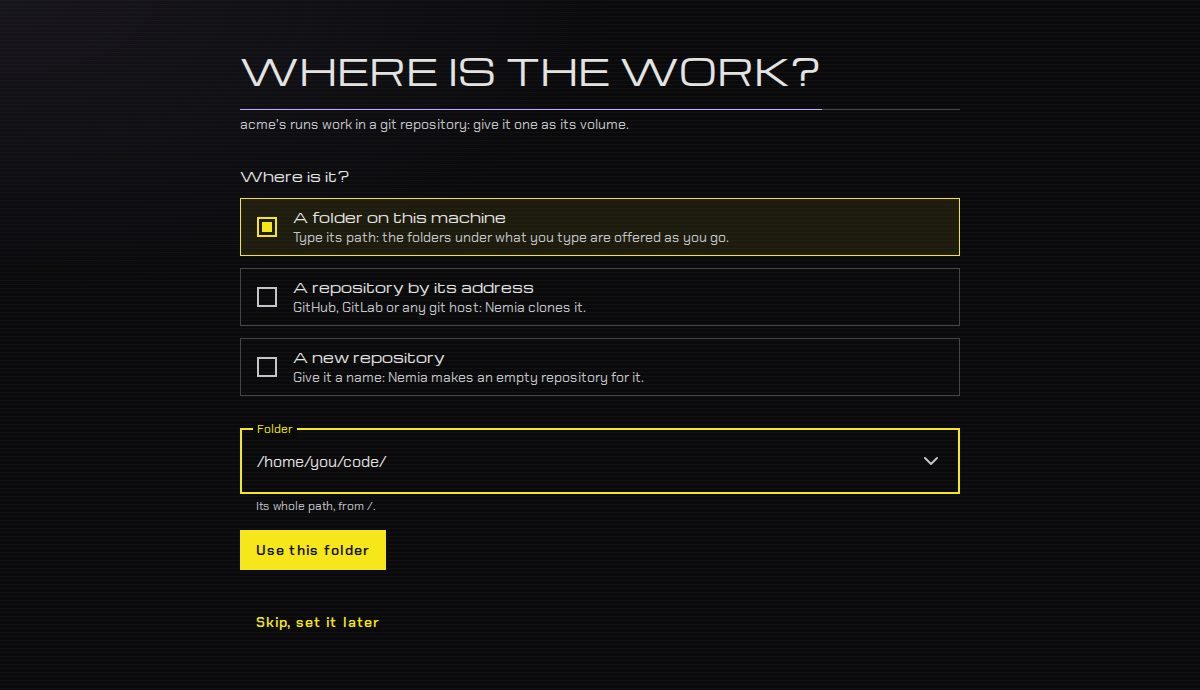 WHERE IS THE WORK?
acme's runs work in a git repository: give it one as its volume.
Where is it?
A folder on this machine
Type its path: the folders under what you type are offered as you go.
A repository by its address
GitHub, GitLab or any git host: Nemia clones it.
A new repository
Give it a name: Nemia makes an empty repository for it.
Folder
/home/you/code/
Its whole path, from /.
Use this folder
Skip, set it later